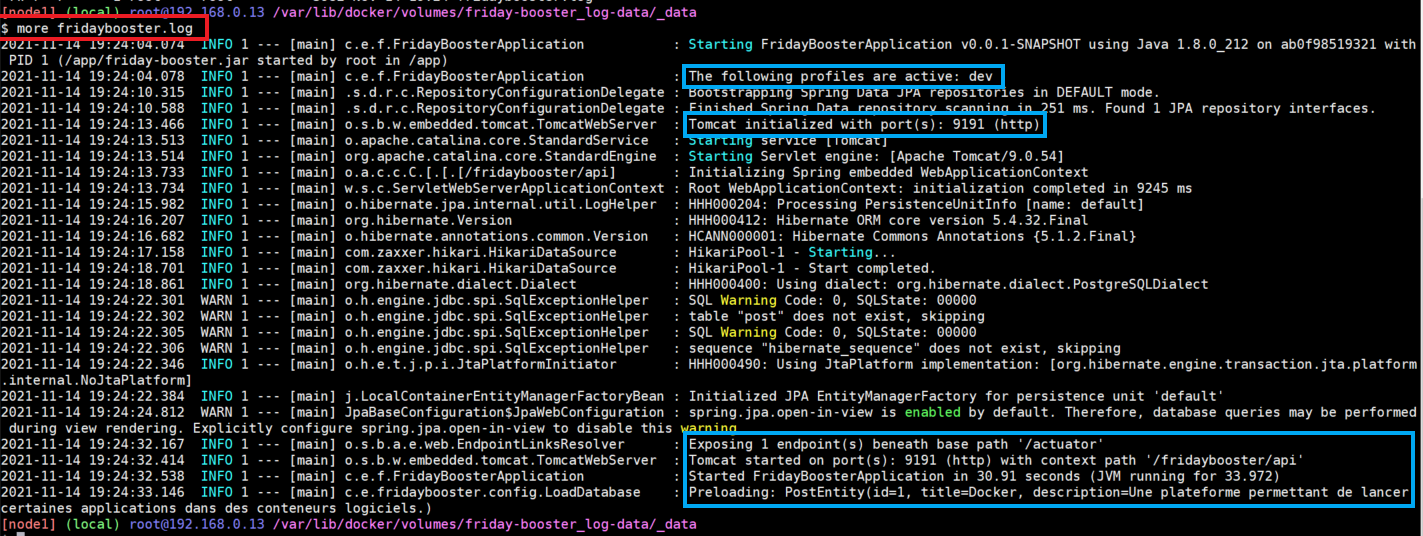 [node1] (local) root@192.168.0.13 /var/lib/docker/volumes/friday-booster_log-data/_data
$ more fridaybooster.log
2021-11-14 19:24:04.074  INFO 1 --- [main] c.e.f.FridayBoosterApplication           : Starting FridayBoosterApplication v0.0.1-SNAPSHOT using Java 1.8.0_212 on ab0f98519321 with
PID 1 (/app/friday-booster.jar started by root in /app)
2021-11-14 19:24:04.078  INFO 1 --- [main] c.e.f.FridayBoosterApplication           : The following profiles are active: dev
2021-11-14 19:24:10.315  INFO 1 --- [main] .s.d.r.c.RepositoryConfigurationDelegate : Bootstrapping Spring Data JPA repositories in DEFAULT mode.
2021-11-14 19:24:10.588  INFO 1 --- [main] .s.d.r.c.RepositoryConfigurationDelegate : Finished Spring Data repository scanning in 251 ms. Found 1 JPA repository interfaces.
2021-11-14 19:24:13.466  INFO 1 --- [main] o.s.b.w.embedded.tomcat.TomcatWebServer  : Tomcat initialized with port(s): 9191 (http)
2021-11-14 19:24:13.513  INFO 1 --- [main] o.apache.catalina.core.StandardService   : Starting service [Tomcat]
2021-11-14 19:24:13.514  INFO 1 --- [main] org.apache.catalina.core.StandardEngine  : Starting Servlet engine: [Apache Tomcat/9.0.54]
2021-11-14 19:24:13.733  INFO 1 --- [main] o.a.c.c.C.[.[.[/fridaybooster/api]       : Initializing Spring embedded WebApplicationContext
2021-11-14 19:24:13.734  INFO 1 --- [main] w.s.c.ServletWebServerApplicationContext : Root WebApplicationContext: initialization completed in 9245 ms
2021-11-14 19:24:15.982  INFO 1 --- [main] o.hibernate.jpa.internal.util.LogHelper  : HHH000204: Processing PersistenceUnitInfo [name: default]
2021-11-14 19:24:16.207  INFO 1 --- [main] org.hibernate.Version                    : HHH000412: Hibernate ORM core version 5.4.32.Final
2021-11-14 19:24:16.682  INFO 1 --- [main] o.hibernate.annotations.common.Version   : HCANN000001: Hibernate Commons Annotations {5.1.2.Final}
2021-11-14 19:24:17.158  INFO 1 --- [main] com.zaxxer.hikari.HikariDataSource       : HikariPool-1 - Starting...
2021-11-14 19:24:18.701  INFO 1 --- [main] com.zaxxer.hikari.HikariDataSource       : HikariPool-1 - Start completed.
2021-11-14 19:24:18.861  INFO 1 --- [main] org.hibernate.dialect.Dialect            : HHH000400: Using dialect: org.hibernate.dialect.PostgreSQLDialect
2021-11-14 19:24:22.301  WARN 1 --- [main] o.h.engine.jdbc.spi.SqlExceptionHelper   : SQL Warning Code: 0, SQLState: 00000
2021-11-14 19:24:22.302  WARN 1 --- [main] o.h.engine.jdbc.spi.SqlExceptionHelper   : table "post" does not exist, skipping
2021-11-14 19:24:22.305  WARN 1 --- [main] o.h.engine.jdbc.spi.SqlExceptionHelper   : SQL Warning Code: 0, SQLState: 00000
2021-11-14 19:24:22.306  WARN 1 --- [main] o.h.engine.jdbc.spi.SqlExceptionHelper   : sequence "hibernate_sequence" does not exist, skipping
2021-11-14 19:24:22.346  INFO 1 --- [main] o.h.e.t.j.p.i.JtaPlatformInitiator       : HHH000490: Using JtaPlatform implementation: [org.hibernate.engine.transaction.jta.platform
.internal.NoJtaPlatform]
2021-11-14 19:24:22.384  INFO 1 --- [main] j.LocalContainerEntityManagerFactoryBean : Initialized JPA EntityManagerFactory for persistence unit 'default'
2021-11-14 19:24:24.812  WARN 1 --- [main] JpaBaseConfiguration$JpaWebConfiguration : spring.jpa.open-in-view is enabled by default. Therefore, database queries may be performed
during view rendering. Explicitly configure spring.jpa.open-in-view to disable this warning
2021-11-14 19:24:32.167  INFO 1 --- [main] o.s.b.a.e.web.EndpointLinksResolver      : Exposing 1 endpoint(s) beneath base path '/actuator'
2021-11-14 19:24:32.414  INFO 1 --- [main] o.s.b.w.embedded.tomcat.TomcatWebServer  : Tomcat started on port(s): 9191 (http) with context path '/fridaybooster/api'
2021-11-14 19:24:32.538  INFO 1 --- [main] c.e.f.FridayBoosterApplication           : Started FridayBoosterApplication in 30.91 seconds (JVM running for 33.972)
2021-11-14 19:24:33.146  INFO 1 --- [main] c.e.fridaybooster.config.LoadDatabase    : Preloading: PostEntity(id=1, title=Docker, description=Une plateforme permettant de lancer
certaines applications dans des conteneurs logiciels.)
[node1] (local) root@192.168.0.13 /var/lib/docker/volumes/friday-booster_log-data/_data